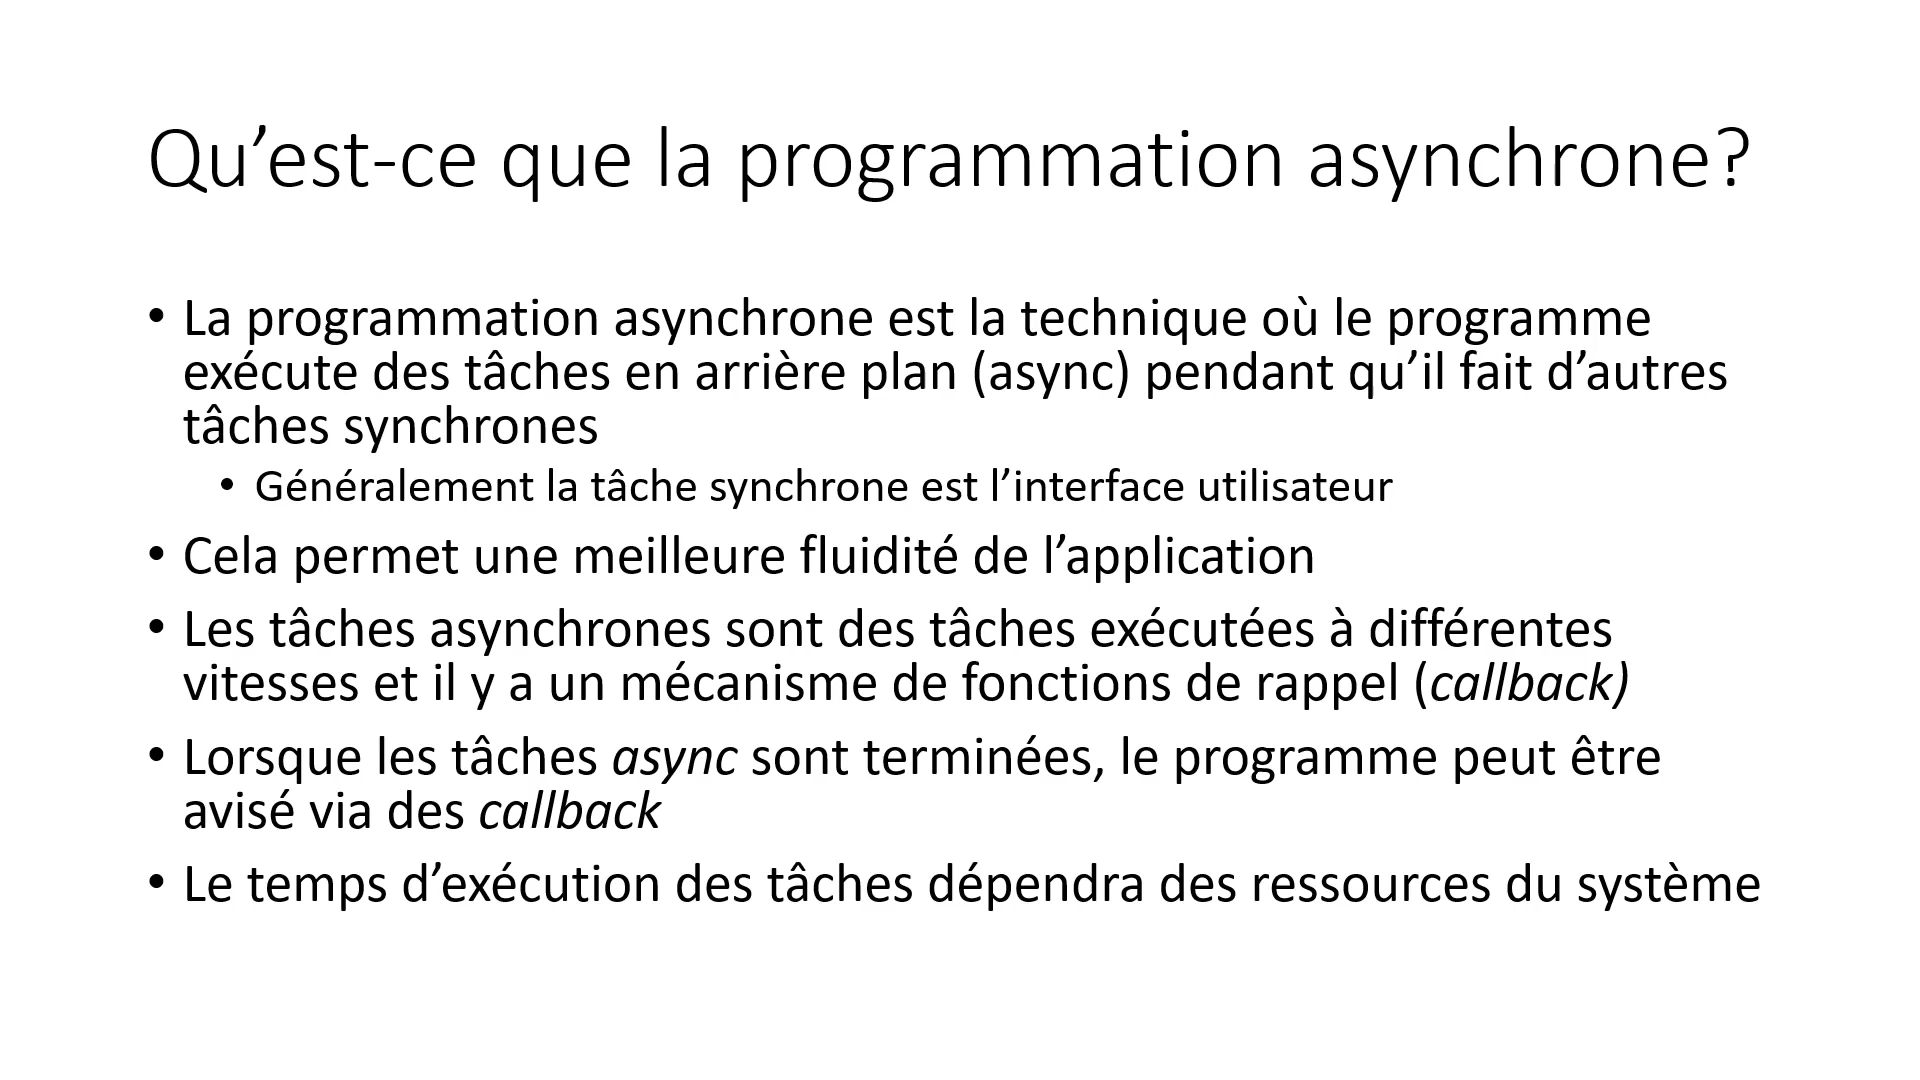 Qu’est-ce que la programmation asynchrone?
• La programmation asynchrone est la technique où le programme
exécute des tâches en arrière plan (async) pendant qu’il fait d’autres
tâches synchrones
• Généralement la tâche synchrone est l’interface utilisateur
• Cela permet une meilleure fluidité de l’application
• Les tâches asynchrones sont des tâches exécutées à différentes
vitesses et il y a un mécanisme de fonctions de rappel (callback)
• Lorsque les tâches async sont terminées, le programme peut être
avisé via des callback
• Le temps d’exécution des tâches dépendra des ressources du système